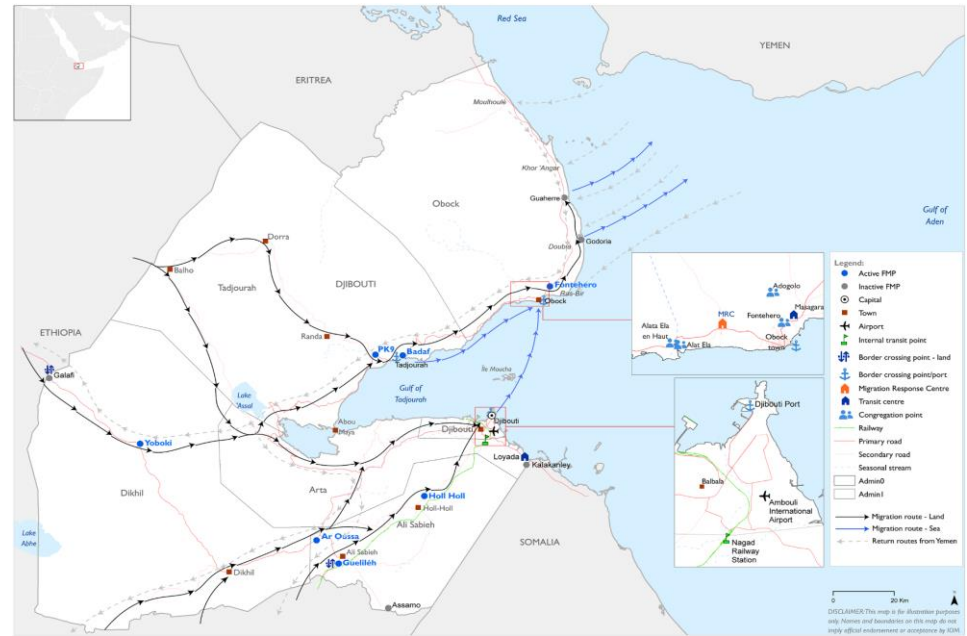 Red Sea
YEMEN
ERITREA
Moulhoule
Khor 'Angar
Obock
Guaherre
Gulf of
Aden
Dorra
Godoria
Doubia
Balho
Tadjourah
DJIBOUTI
Fontehero
Ras-Bir
Obock
ETHIOPIA
Randa
PK9
Badaf
Tadjourah
Galafi
Lake
'Assal
Gulf of
Tadjourah
Île Moucha
Abou
Maya
Djibouti
Djibouti
Yoboki
Loyada
Kalakanley
Dikhil
Arta
Holl Holl
Holl-Holl
Ali Sabieh
Lake
Abhe
Ar Oüssa
Ali Sabieh
Guelilèh
SOMALIA
Dikhil
Assamo
Adogolo
MRC
Fontehero
Masagara
Alata Ela
en Haut
Alat Ela
Obock
town
Djibouti Port
Balbala
Ambouli
International
Airport
Nagad
Railway
Station
Legend:
Active FMP
Inactive FMP
Capital
Town
Airport
Internal transit point
Border crossing point - land
Border crossing point/port
Migration Response Centre
Transit centre
Congregation point
Railway
Primary road
Secondary road
Seasonal stream
Admin0
Admin1
Migration route - Land
Migration route - Sea
Return routes from Yemen
0 20 Km
DISCLAIMER:This map is for illustration purposes
only. Names and boundaries on this map do not
imply official endorsement or acceptance by IOM.